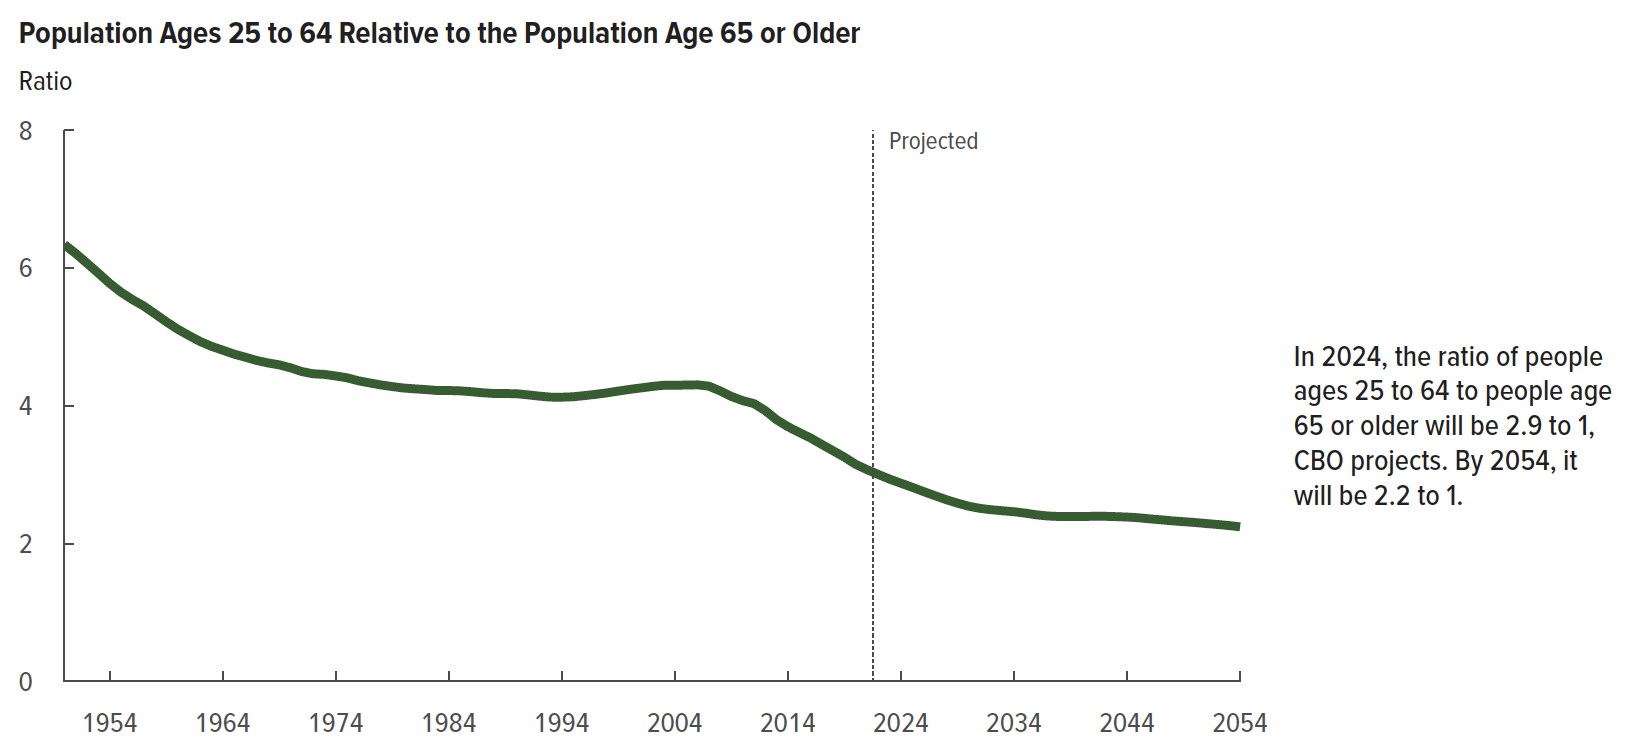 Population Ages 25 to 64 Relative to the Population Age 65 or Older
Ratio
8
Projected
6
In 2024, the ratio of people
ages 25 to 64 to people age
65 or older will be 2.9 to 1,
CBO projects. By 2054, it
will be 2.2 to 1.
4
2
0
1954 1964 1974 1984 1994 2004 2014 2024 2034 2044 2054